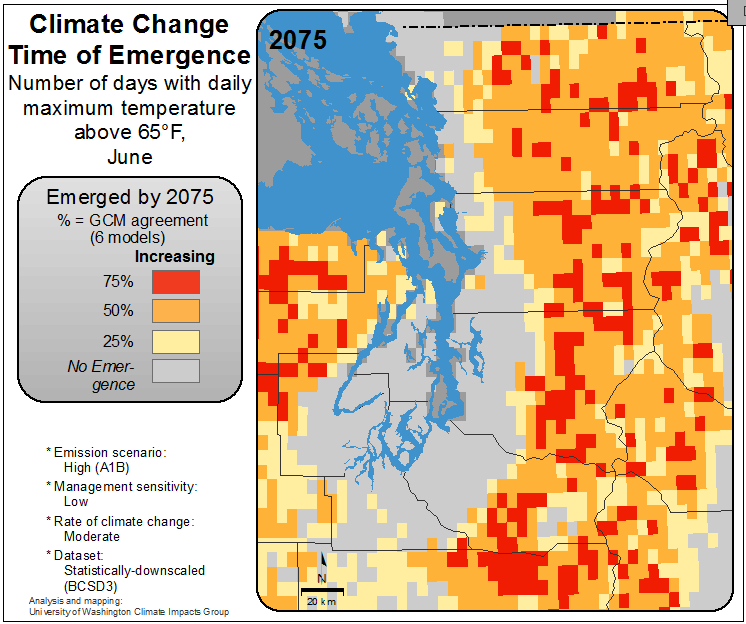 Climate Change
Time of Emergence
Number of days with daily
maximum temperature
above 65°F,
June
2075
Emerged by 2075
% = GCM agreement
(6 models)
Increasing
75%
50%
25%
No Emer-
gence
* Emission scenario:
High (A1B)
* Management sensitivity:
Low
* Rate of climate change:
Moderate
* Dataset:
Statistically-downscaled
(BCSD3)
Analysis and mapping:
University of Washington Climate Impacts Group
N
20 km